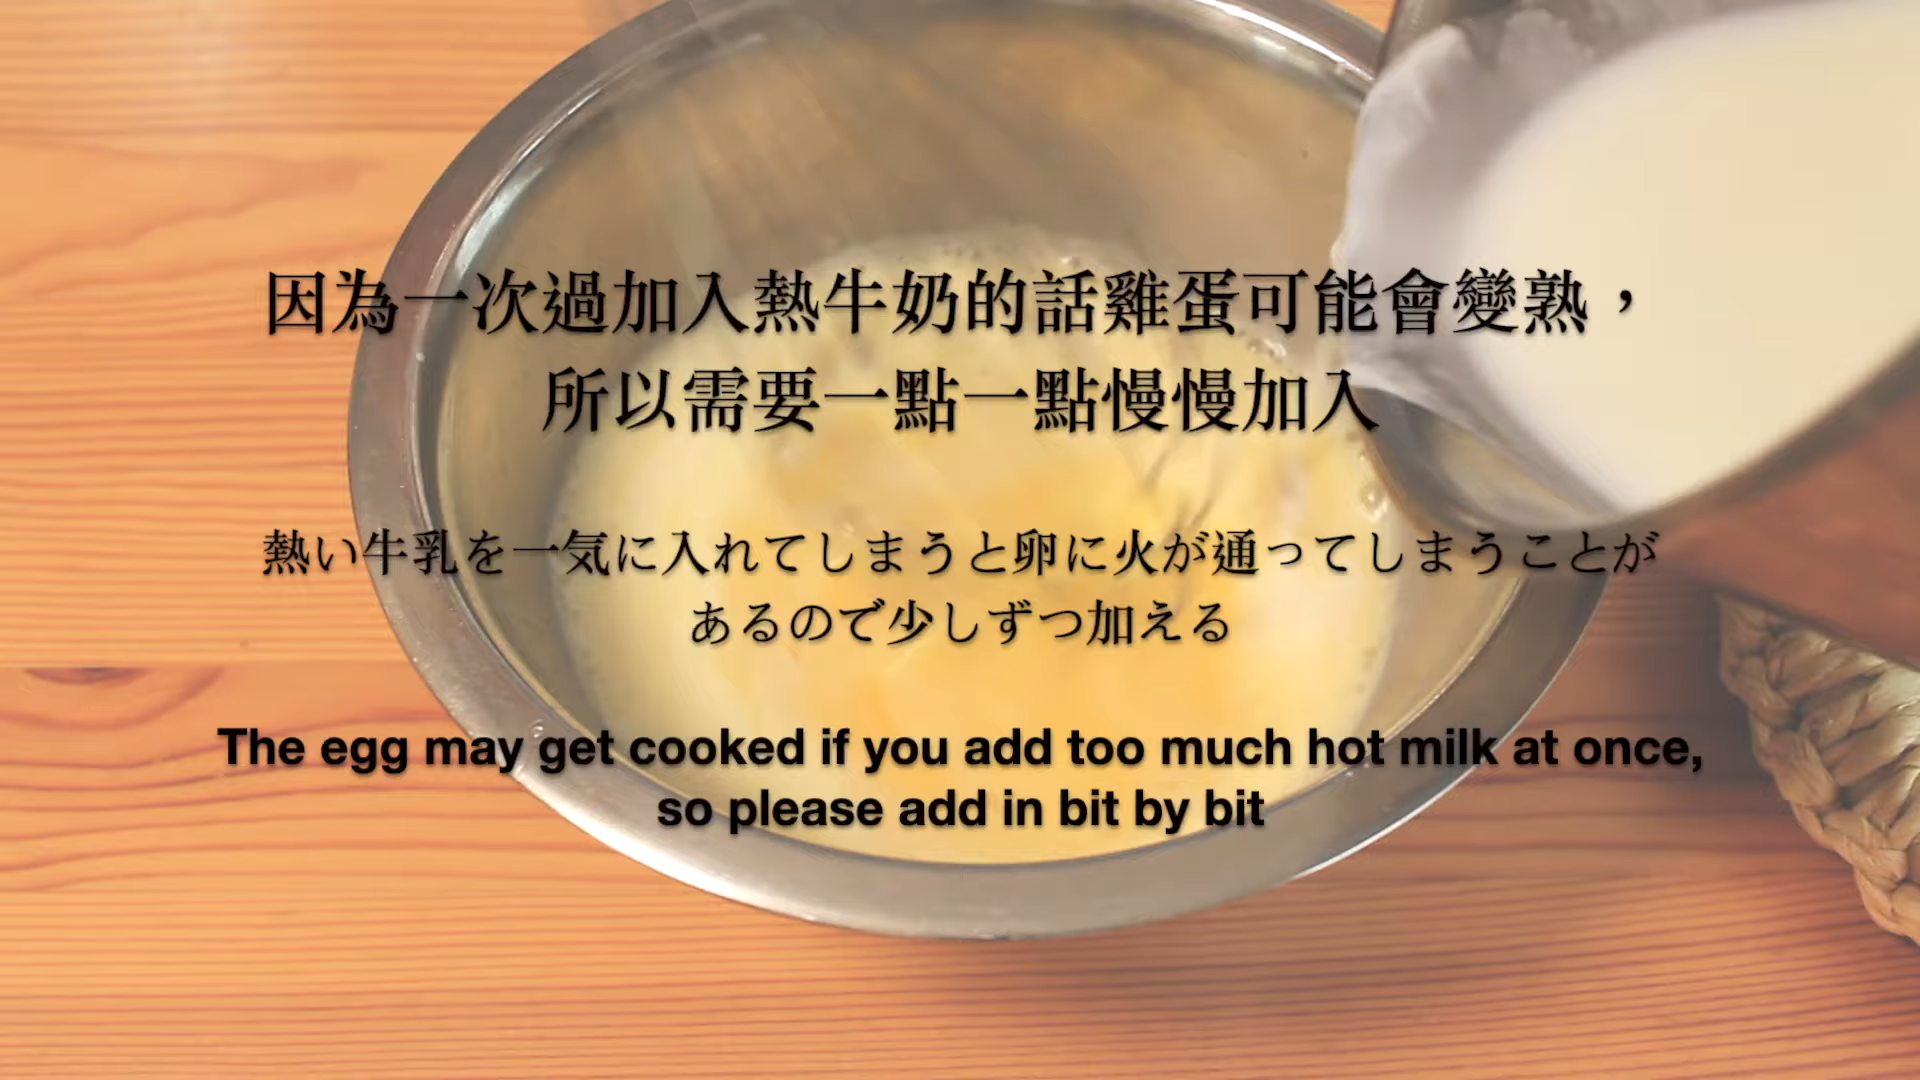 因為一次過加入熱牛奶的話雞蛋可能會變熟，
所以需要一點一點慢慢加入
熱い牛乳を一気に入れてしまうと卵に火が通ってしまうことが
あるので少しずつ加える
The egg may get cooked if you add too much hot milk at once,
so please add in bit by bit